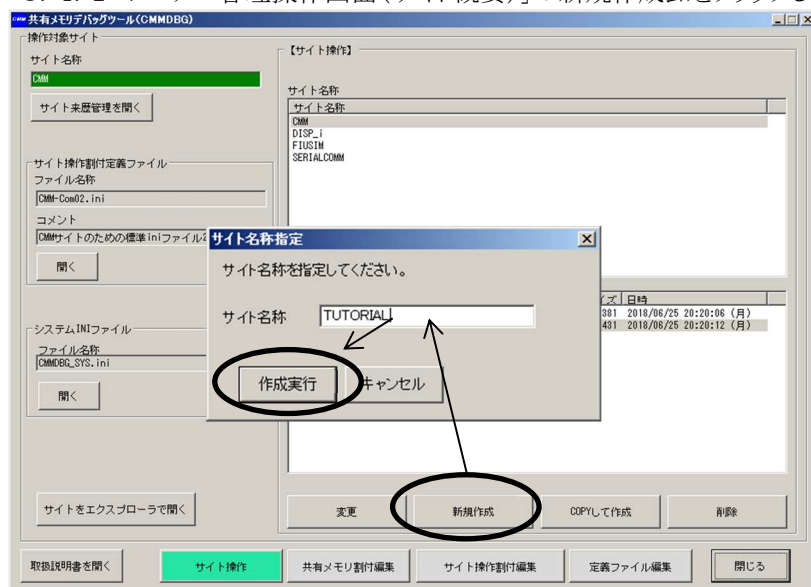 共有メモリデバッグツール(CMMDBG)
操作対象サイト
サイト名称
CMM
サイト来歴管理を開く
サイト操作割付定義ファイル
ファイル名称
CMM-Com02.ini
コメント
CMMサイトのための標準iniファイル
開く
システムINIファイル
ファイル名称
CMMDBG_SYS.ini
開く
サイトをエクスプローラで開く
【サイト操作】
サイト名称
サイト名称
CMM
DISP_i
FIUSIM
SERIALCOMM
サイト名称指定
サイト名称を指定してください。
サイト名称 TUTORIAL
作成実行 キャンセル
イズ 日時
381 2018/06/25 20:20:06 (月)
431 2018/06/25 20:20:12 (月)
変更 新規作成 COPYして作成 削除
取扱説明書を開く サイト操作 共有メモリ割付編集 サイト操作割付編集 定義ファイル編集 閉じる